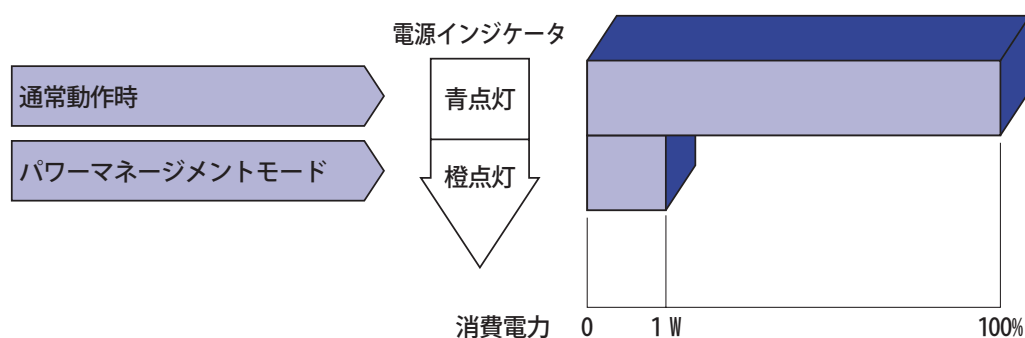 電源インジケータ
通常動作時
青点灯
パワーマネージメントモード
橙点灯
消費電力 0 1 W 100%